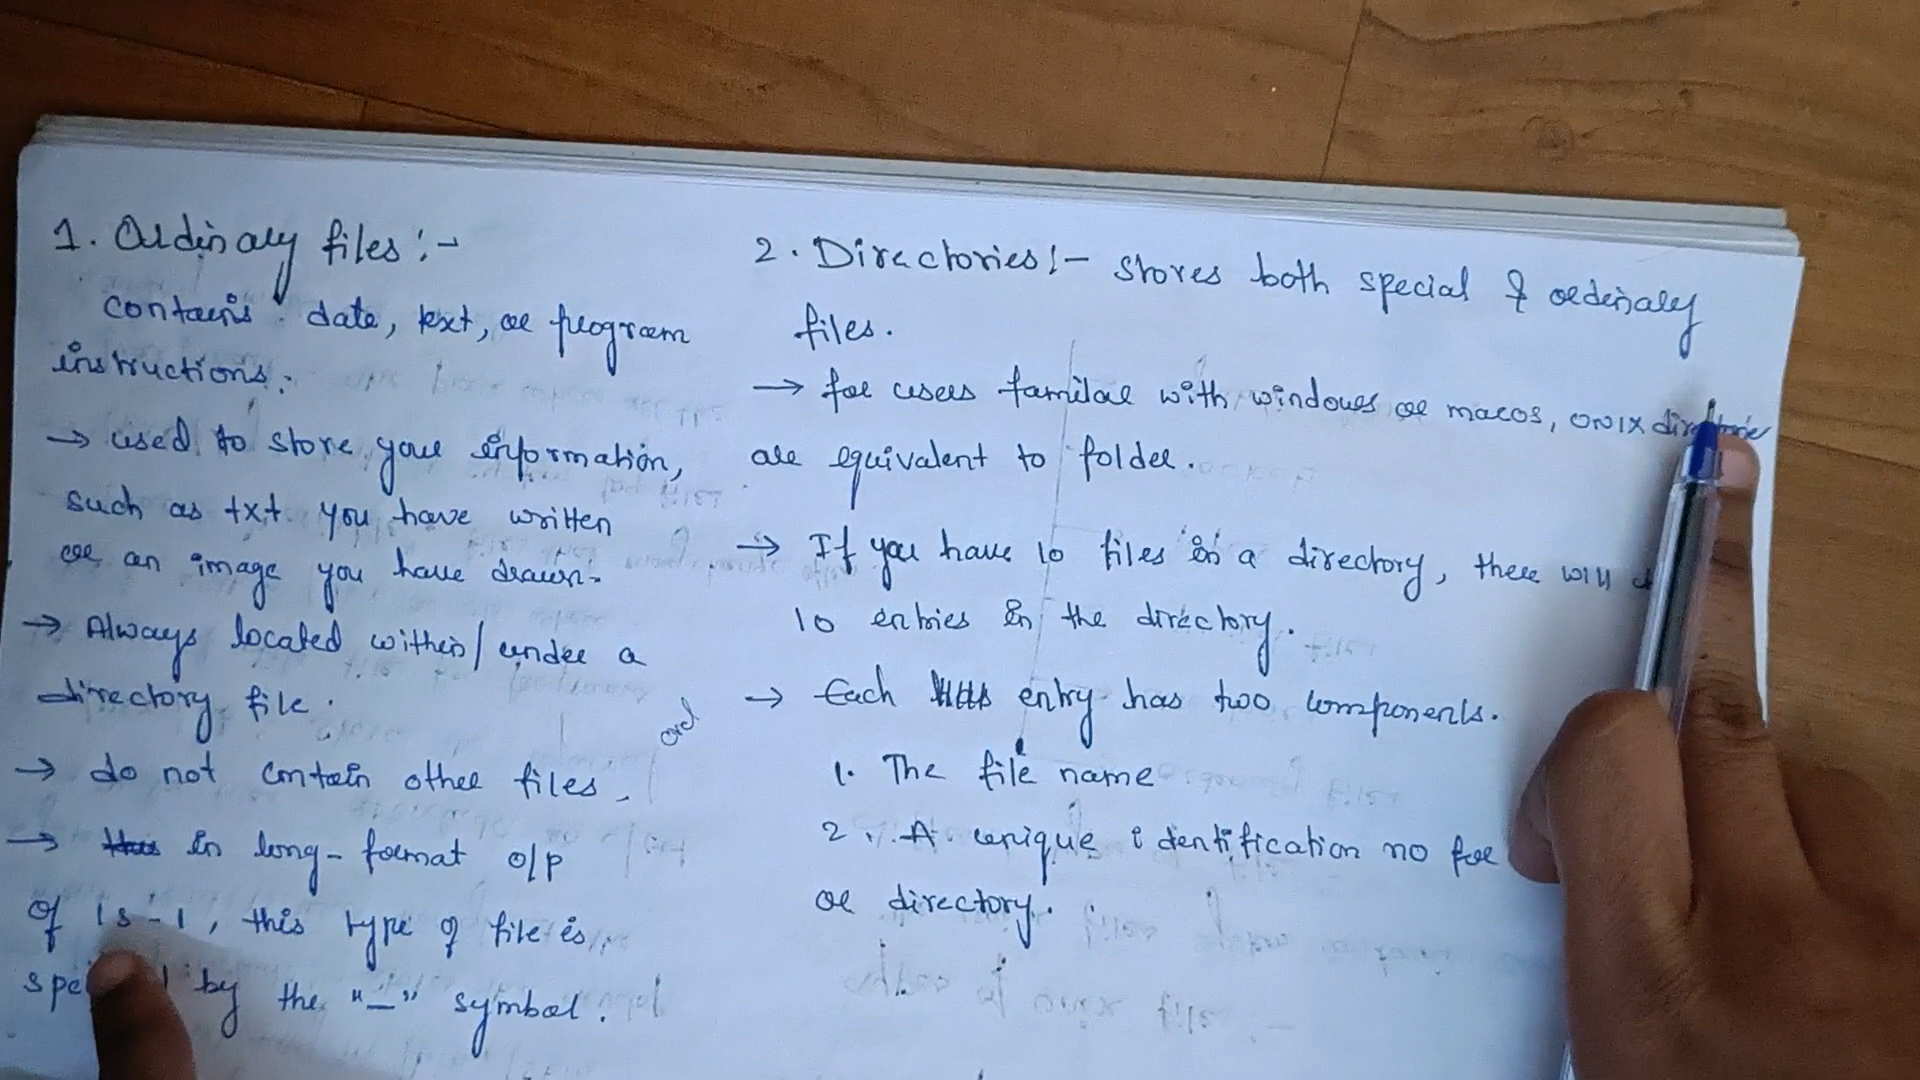 1. Ordinary files :-
contains date, text, or program
instructions.
→ used to store your information,
such as txt you have written
or an image you have drawn.
→ Always located within/under a
directory file.
→ do not contain other files.
→ in long-format o/p
of ls -l, this type of file is
by the "_" symbol.
ord
2. Directories :- stores both special & ordinary
files.
→ for users familar with windows or macos, UNIX
are equivalent to folder.
→ If you have 10 files in a directory, there will
10 entries in the directory.
→ Each entry has two components.
1. The file name
2. A unique identification no for
or directory.